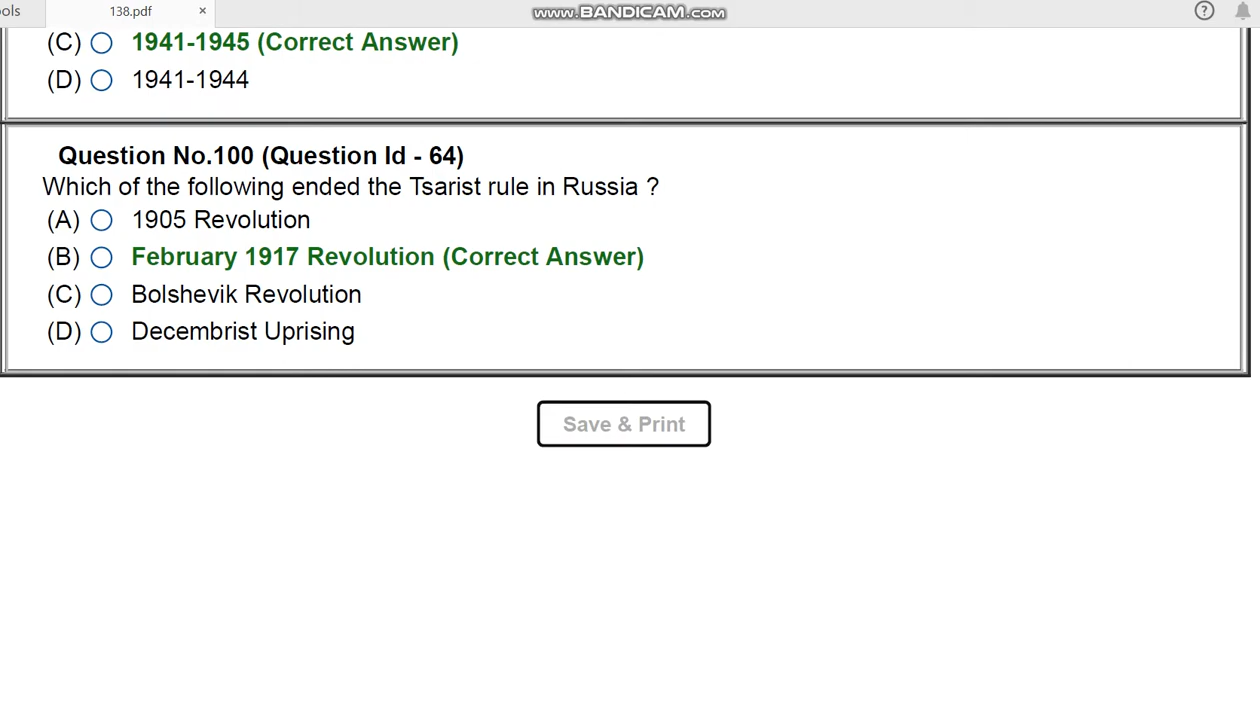 ols
138.pdf ×
www.BANDICAM.com
?
(C) 1941-1945 (Correct Answer)
(D) 1941-1944
Question No.100 (Question Id - 64)
Which of the following ended the Tsarist rule in Russia ?
(A) 1905 Revolution
(B) February 1917 Revolution (Correct Answer)
(C) Bolshevik Revolution
(D) Decembrist Uprising
Save & Print